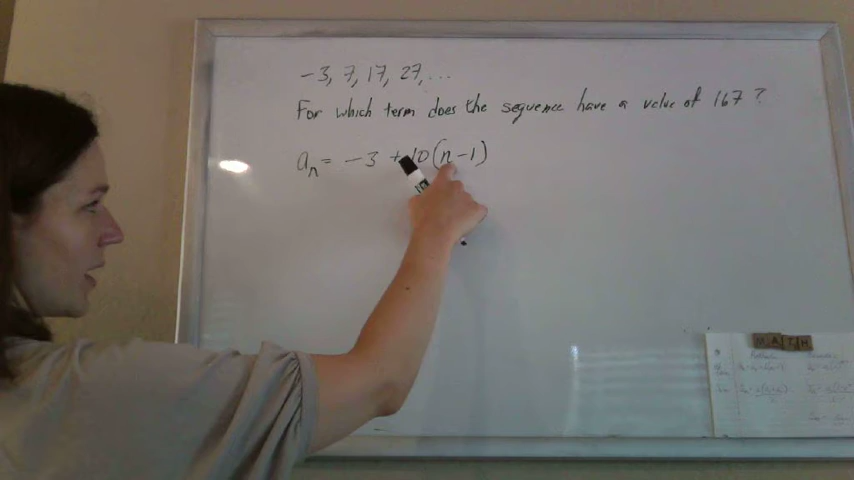 -3, 7, 17, 27, ...
For which term does the sequence have a value of 167 ?
aₙ = -3 + 10(n-1)
MATH